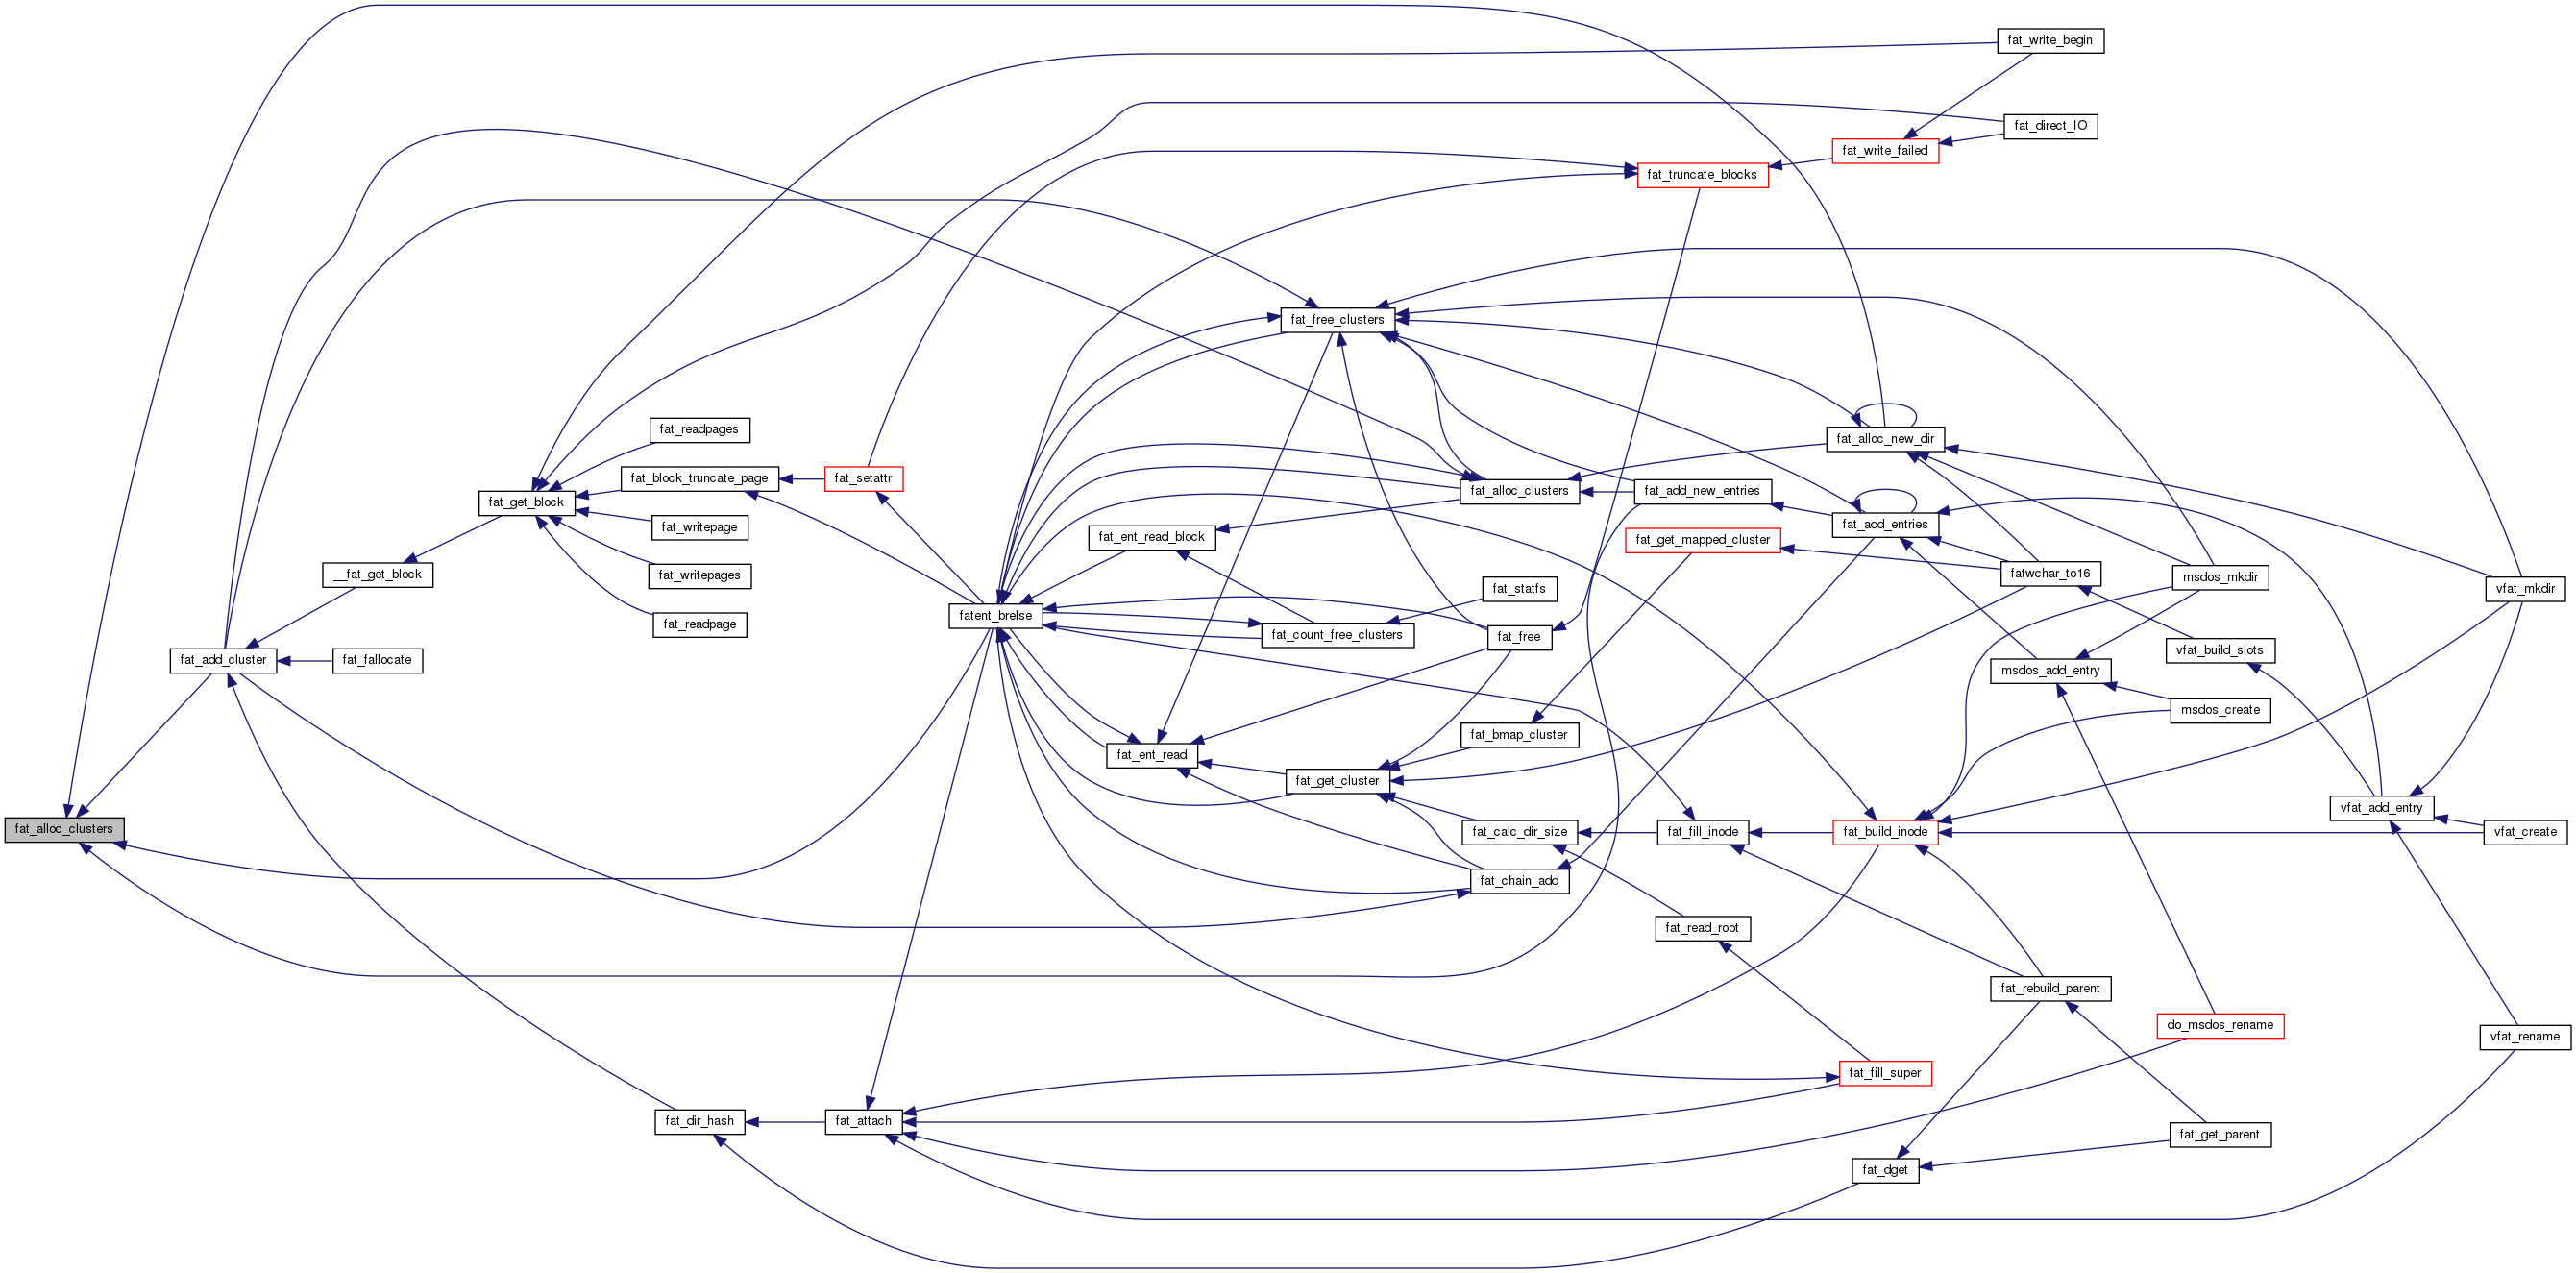 fat_write_begin
fat_direct_IO
fat_write_failed
fat_truncate_blocks
fat_free_clusters
fat_readpages
fat_alloc_new_dir
fat_block_truncate_page
fat_setattr
fat_alloc_clusters
fat_add_new_entries
fat_get_block
fat_writepage
fat_add_entries
fat_ent_read_block
fat_get_mapped_cluster
__fat_get_block
fat_writepages
fatwchar_to16
msdos_mkdir
vfat_mkdir
fat_statfs
fatent_brelse
fat_readpage
fat_count_free_clusters
fat_free
vfat_build_slots
fat_add_cluster
fat_fallocate
msdos_add_entry
msdos_create
fat_bmap_cluster
fat_ent_read
fat_get_cluster
vfat_add_entry
fat_alloc_clusters
fat_calc_dir_size
fat_fill_inode
fat_build_inode
vfat_create
fat_chain_add
fat_read_root
fat_rebuild_parent
do_msdos_rename
vfat_rename
fat_fill_super
fat_dir_hash
fat_attach
fat_get_parent
fat_dget